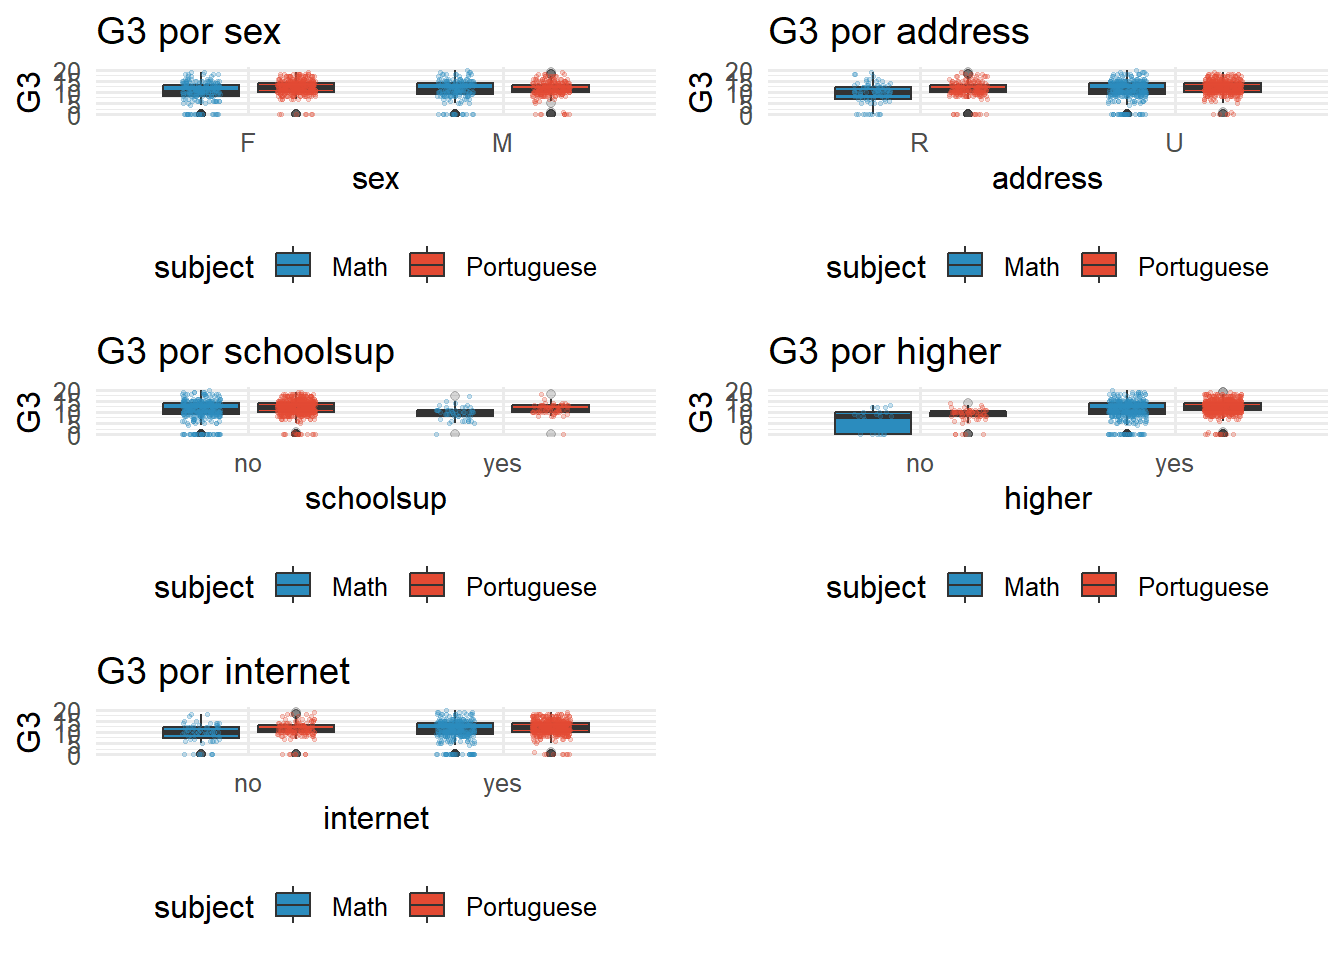 G3 por sex
G3
20
15
10
5
0
F M
sex
subject Math Portuguese
G3 por address
G3
20
15
10
5
0
R U
address
subject Math Portuguese
G3 por schoolsup
G3
20
15
10
5
0
no yes
schoolsup
subject Math Portuguese
G3 por higher
G3
20
15
10
5
0
no yes
higher
subject Math Portuguese
G3 por internet
G3
20
15
10
5
0
no yes
internet
subject Math Portuguese